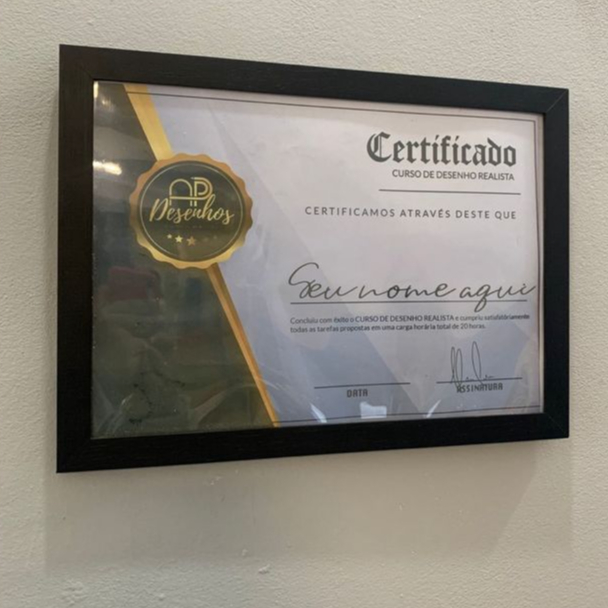 Certificado
CURSO DE DESENHO REALISTA
AP
Desenhos
CERTIFICAMOS ATRAVÉS DESTE QUE
Seu nome aqui
Concluiu com êxito o CURSO DE DESENHO REALISTA e cumpriu satisfatóriamente
todas as tarefas propostas em uma carga horária total de 20 horas.
DATA
ASSINATURA